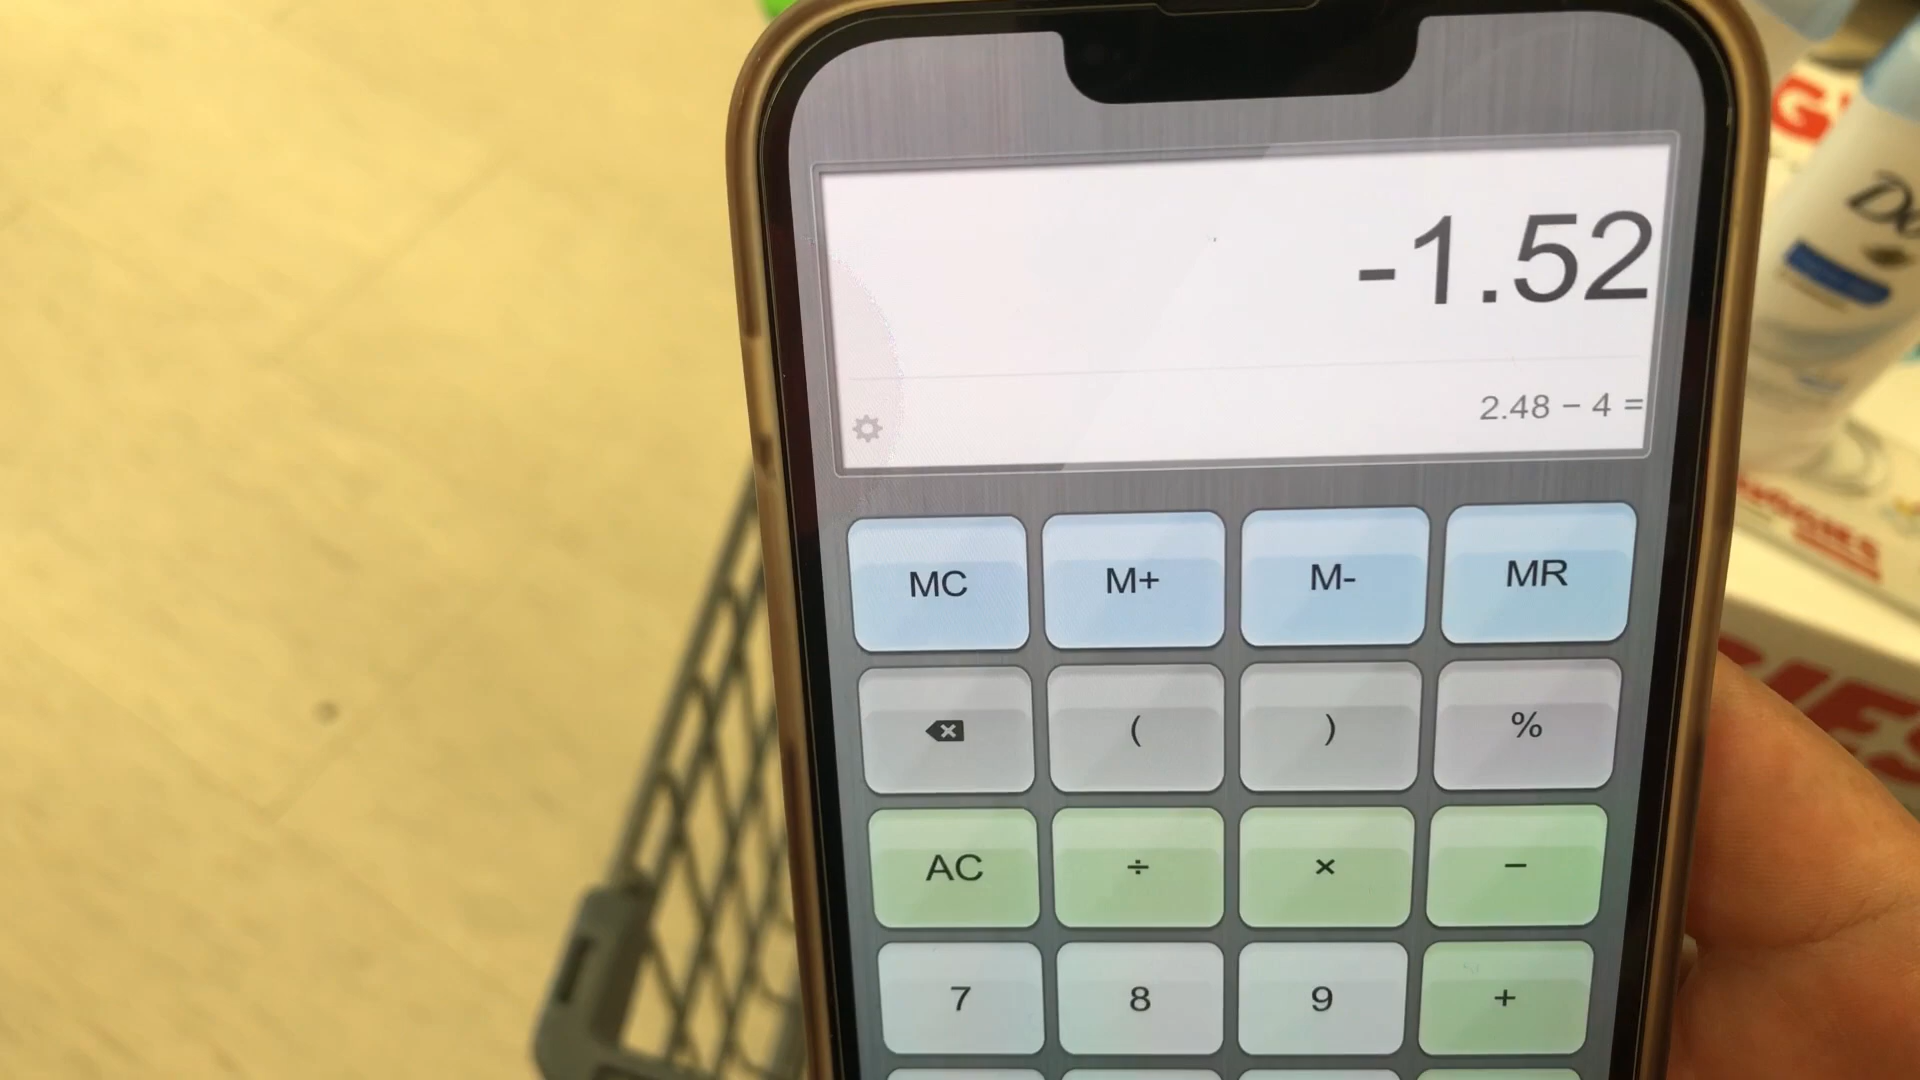 -1.52
2.48 − 4 =
MC M+ M- MR
( ) %
AC ÷ × −
7 8 9 +